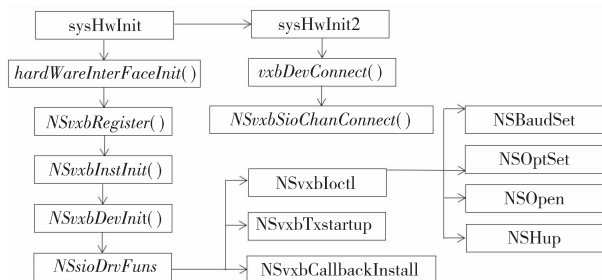 sysHwInit
sysHwInit2
hardWareInterFaceInit()
vxbDevConnect()
NSvxbRegister()
NSvxbSioChanConnect()
NSBaudSet
NSvxbInstInit()
NSOptSet
NSvxbIoctl
NSvxbDevInit()
NSOpen
NSvxbTxstartup
NSHup
NSsioDrvFuns
NSvxbCallbackInstall